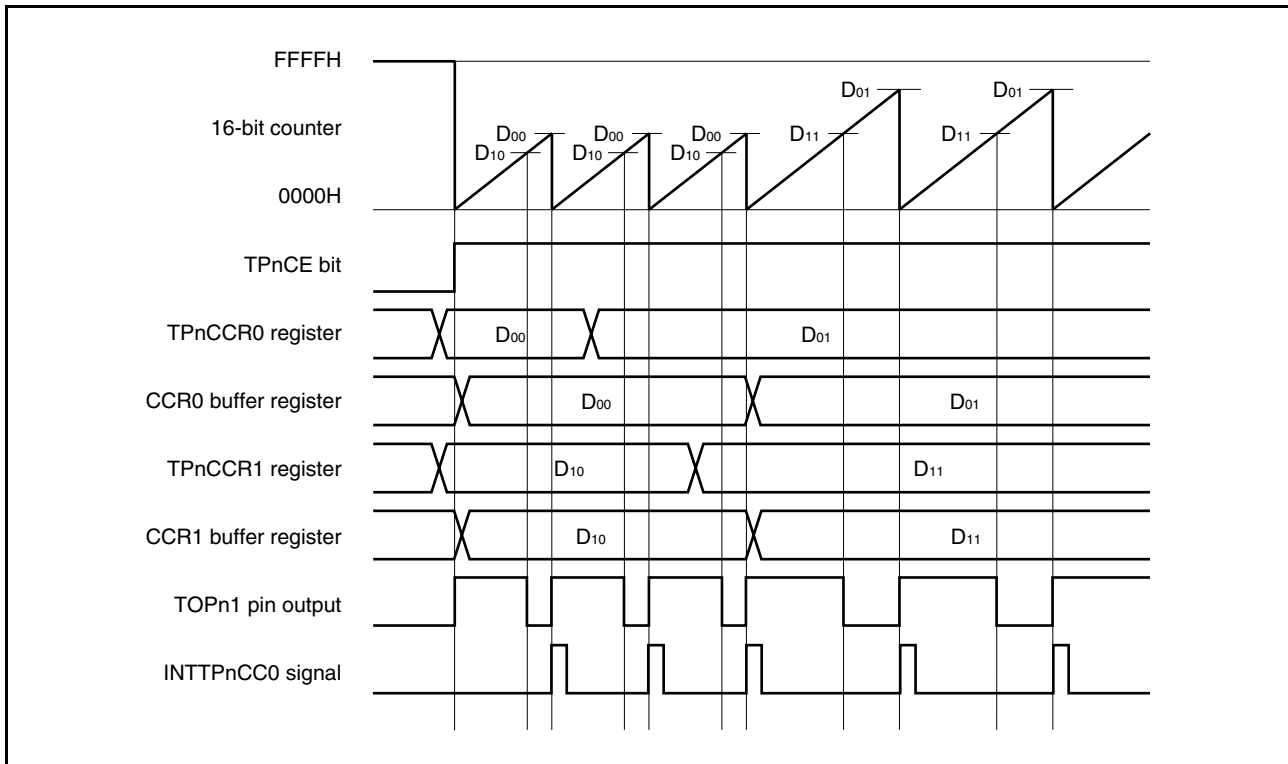 FFFFH
16-bit counter
0000H
D01 D01
D00 D00 D00 D11 D11
D10 D10 D10
TPnCE bit
TPnCCR0 register D00 D01
CCR0 buffer register D00 D01
TPnCCR1 register D10 D11
CCR1 buffer register D10 D11
TOPn1 pin output
INTTPnCC0 signal